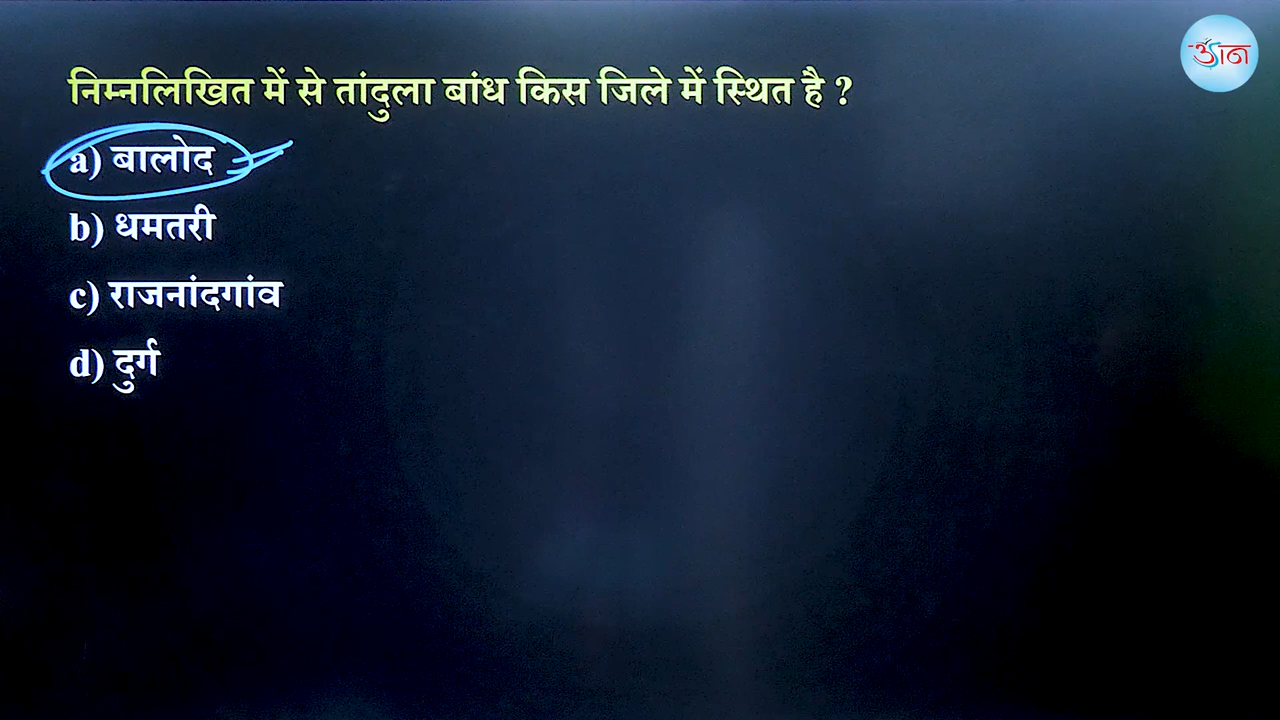 ज्ञान
निम्नलिखित में से तांदुला बांध किस जिले में स्थित है ?
a) बालोद
b) धमतरी
c) राजनांदगांव
d) दुर्ग